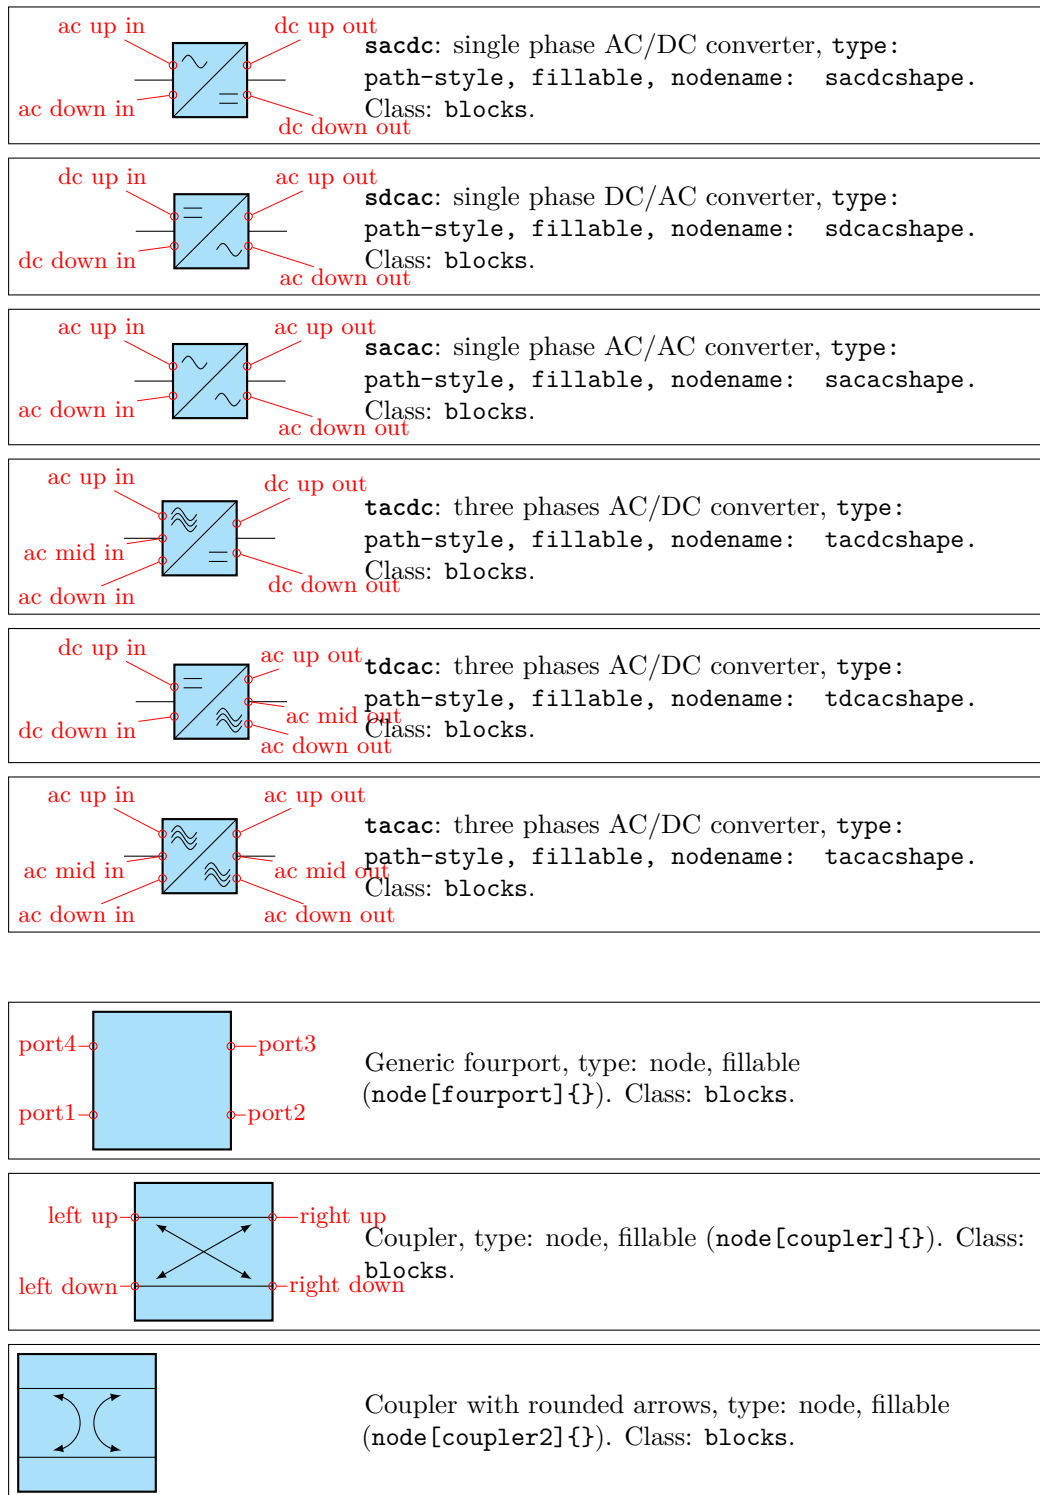 ac up in
dc up out
ac down in
dc down out
sacdc: single phase AC/DC converter, type:
path-style, fillable, nodename: sacdcshape.
Class: blocks.
dc up in
ac up out
dc down in
ac down out
sdcac: single phase DC/AC converter, type:
path-style, fillable, nodename: sdcacshape.
Class: blocks.
ac up in
ac up out
ac down in
ac down out
sacac: single phase AC/AC converter, type:
path-style, fillable, nodename: sacacshape.
Class: blocks.
ac up in
dc up out
ac mid in
ac down in
dc down out
tacdc: three phases AC/DC converter, type:
path-style, fillable, nodename: tacdcshape.
Class: blocks.
dc up in
ac up out
ac mid out
dc down in
ac down out
tdcac: three phases AC/DC converter, type:
path-style, fillable, nodename: tdcacshape.
Class: blocks.
ac up in
ac up out
ac mid in
ac mid out
ac down in
ac down out
tacac: three phases AC/DC converter, type:
path-style, fillable, nodename: tacacshape.
Class: blocks.
port4
port3
port1
port2
Generic fourport, type: node, fillable
(node[fourport]{}). Class: blocks.
left up
right up
left down
right down
Coupler, type: node, fillable (node[coupler]{}). Class:
blocks.
Coupler with rounded arrows, type: node, fillable
(node[coupler2]{}). Class: blocks.